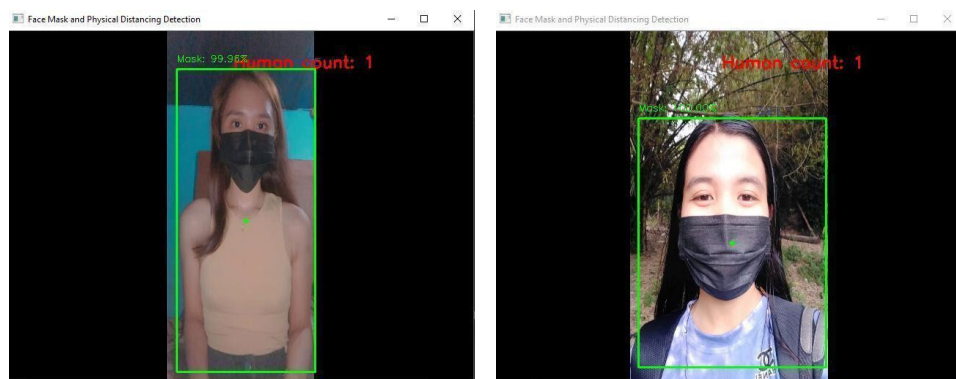 Face Mask and Physical Distancing Detection
Mask: 99.96%
Human count: 1
Face Mask and Physical Distancing Detection
Human count: 1
Mask: